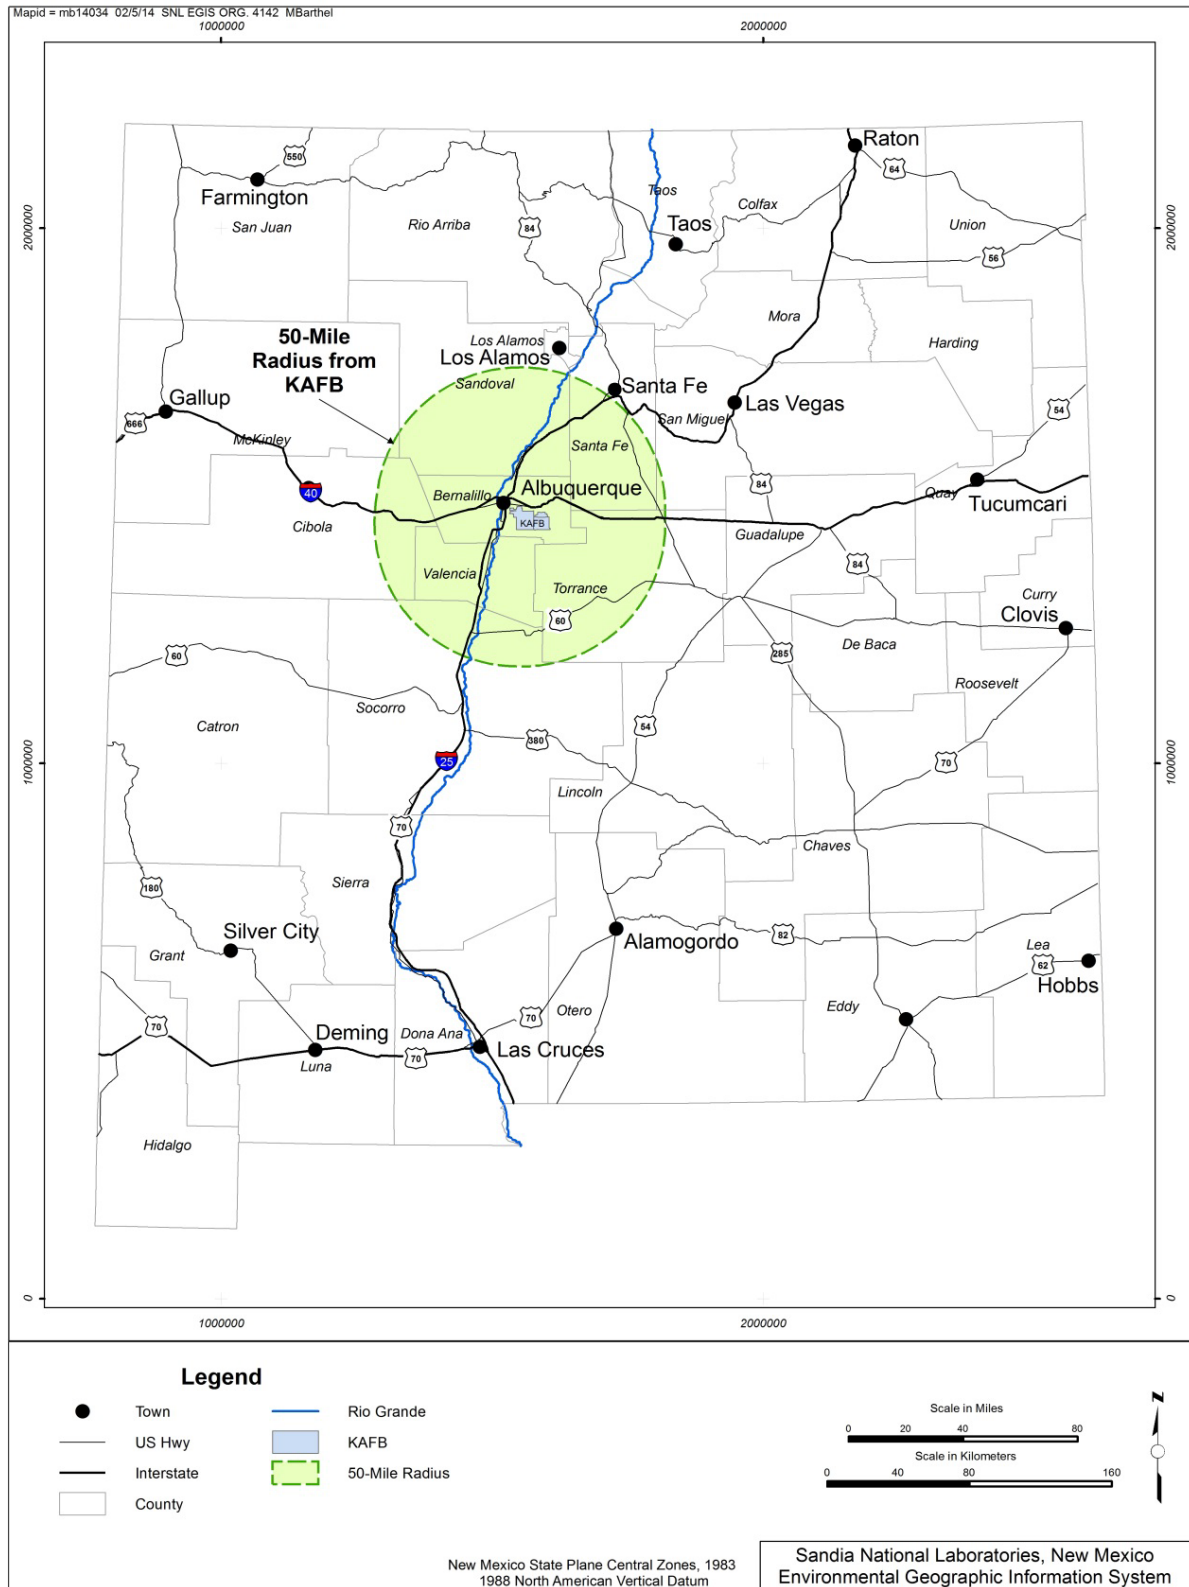 Mapid = mb14034  02/5/14  SNL EGIS ORG. 4142  MBarthel
1000000
2000000
Raton
550
64
Farmington
San Juan
Rio Arriba
84
Taos
Taos
Colfax
Union
2000000
2000000
56
50-Mile
Radius from
KAFB
Los Alamos
Los Alamos
Mora
Harding
Sandoval
Santa Fe
Gallup
666
McKinley
Las Vegas
San Miguel
54
Santa Fe
40
Cibola
Bernalillo
Albuquerque
KAFB
84
Quay
Tucumcari
Guadalupe
84
Valencia
Torrance
60
Curry
Clovis
De Baca
285
60
Roosevelt
Socorro
Catron
54
380
25
70
1000000
1000000
Lincoln
70
Chaves
Sierra
180
Silver City
Grant
Alamogordo
82
Lea
62
Hobbs
Eddy
Otero
70
70
Deming
Dona Ana
Las Cruces
70
Luna
Hidalgo
0
0
1000000
2000000
Legend
Town
US Hwy
Interstate
County
Rio Grande
KAFB
50-Mile Radius
Scale in Miles
0 20 40 80
Scale in Kilometers
0 40 80 160
N
New Mexico State Plane Central Zones, 1983
1988 North American Vertical Datum
Sandia National Laboratories, New Mexico
Environmental Geographic Information System